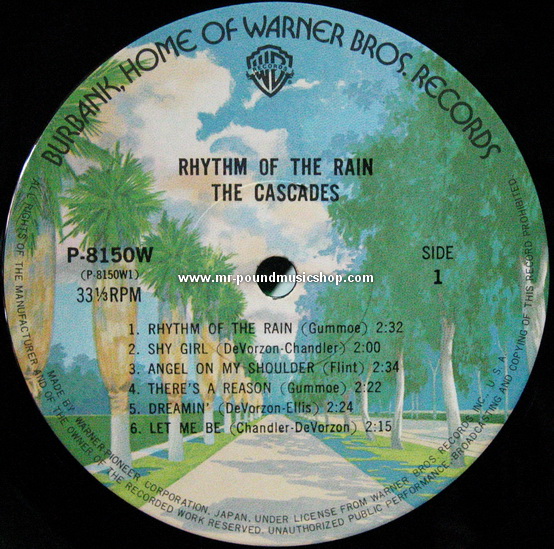 BURBANK, HOME OF WARNER BROS. RECORDS
WB
RECORDS
RHYTHM OF THE RAIN
THE CASCADES
P-8150W
SIDE
(P-8150W1)
1
www.mr-poundmusicshop.com
33⅓RPM
1. RHYTHM OF THE RAIN (Gummoe) 2:32
2. SHY GIRL (DeVorzon-Chandler) 2:00
3. ANGEL ON MY SHOULDER (Flint) 2:34
4. THERE'S A REASON (Gummoe) 2:22
5. DREAMIN' (DeVorzon-Ellis) 2:24
6. LET ME BE (Chandler-DeVorzon) 2:15
MADE BY WARNER-PIONEER CORPORATION, JAPAN, UNDER LICENSE FROM WARNER BROS RECORDS INC., U.S.A.
ALL RIGHTS OF THE MANUFACTURER AND OF THE OWNER OF THE RECORDED WORK RESERVED. UNAUTHORIZED PUBLIC PERFORMANCE, BROADCASTING AND COPYING OF THIS RECORD PROHIBITED.